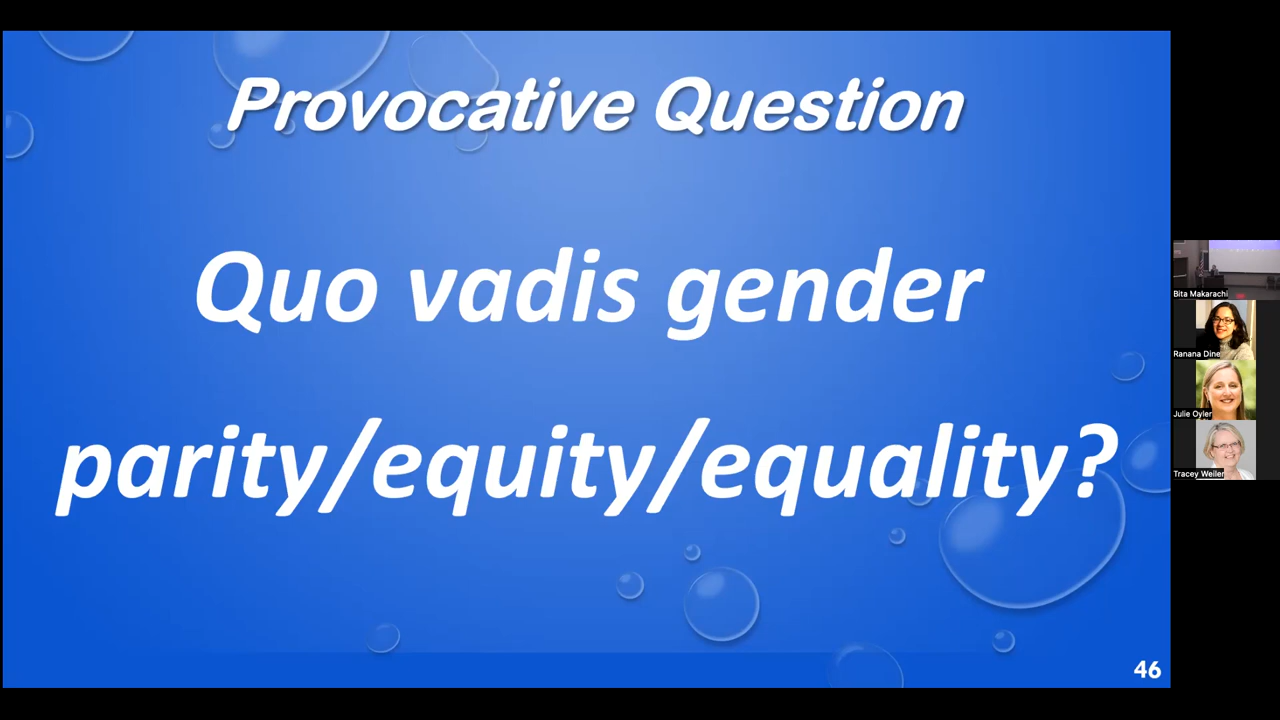 Provocative Question
Quo vadis gender
parity/equity/equality?
46
Bita Makarachi
Ranana Dine
Julie Oyler
Tracey Weiler